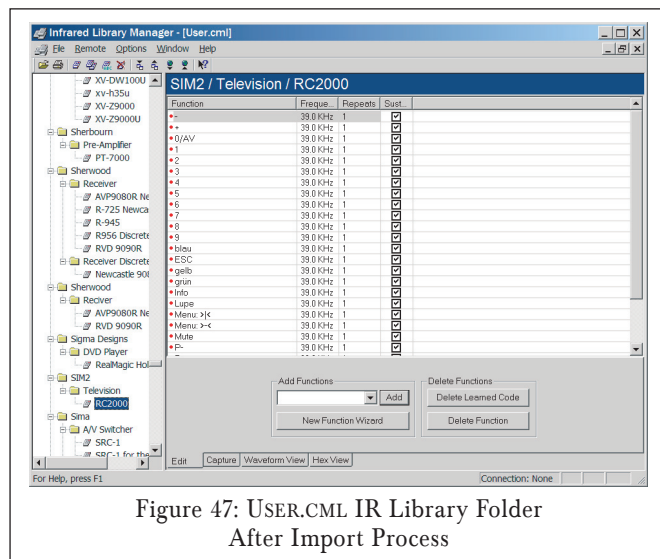 Infrared Library Manager - [User.cml]
File Remote Options Window Help
XV-DW100U
xv-h35u
XV-Z9000
XV-Z9000U
Sherbourn
Pre-Amplifier
PT-7000
Sherwood
Receiver
AVP9080R Ne
R-725 Newca
R-945
R956 Discrete
RVD 9090R
Receiver Discrete
Newcastle 908
Sherwood
Reciver
AVP9080R Ne
RVD 9090R
Sigma Designs
DVD Player
RealMagic Hol
SIM2
Television
RC2000
Sima
A/V Switcher
SRC-1
SRC-1 for the
SIM2 / Television / RC2000
Function Freque... Repeats Sust...
- 39.0 KHz 1
+ 39.0 KHz 1
0/AV 39.0 KHz 1
1 39.0 KHz 1
2 39.0 KHz 1
3 39.0 KHz 1
4 39.0 KHz 1
5 39.0 KHz 1
6 39.0 KHz 1
7 39.0 KHz 1
8 39.0 KHz 1
9 39.0 KHz 1
blau 39.0 KHz 1
ESC 39.0 KHz 1
gelb 39.0 KHz 1
grün 39.0 KHz 1
Info 39.0 KHz 1
Lupe 39.0 KHz 1
Menu: >|< 39.0 KHz 1
Menu: >-< 39.0 KHz 1
Mute 39.0 KHz 1
P- 39.0 KHz 1
Add Functions
Add
New Function Wizard
Delete Functions
Delete Learned Code
Delete Function
Edit Capture Waveform View Hex View
For Help, press F1 Connection: None
Figure 47: USER.CML IR Library Folder
After Import Process